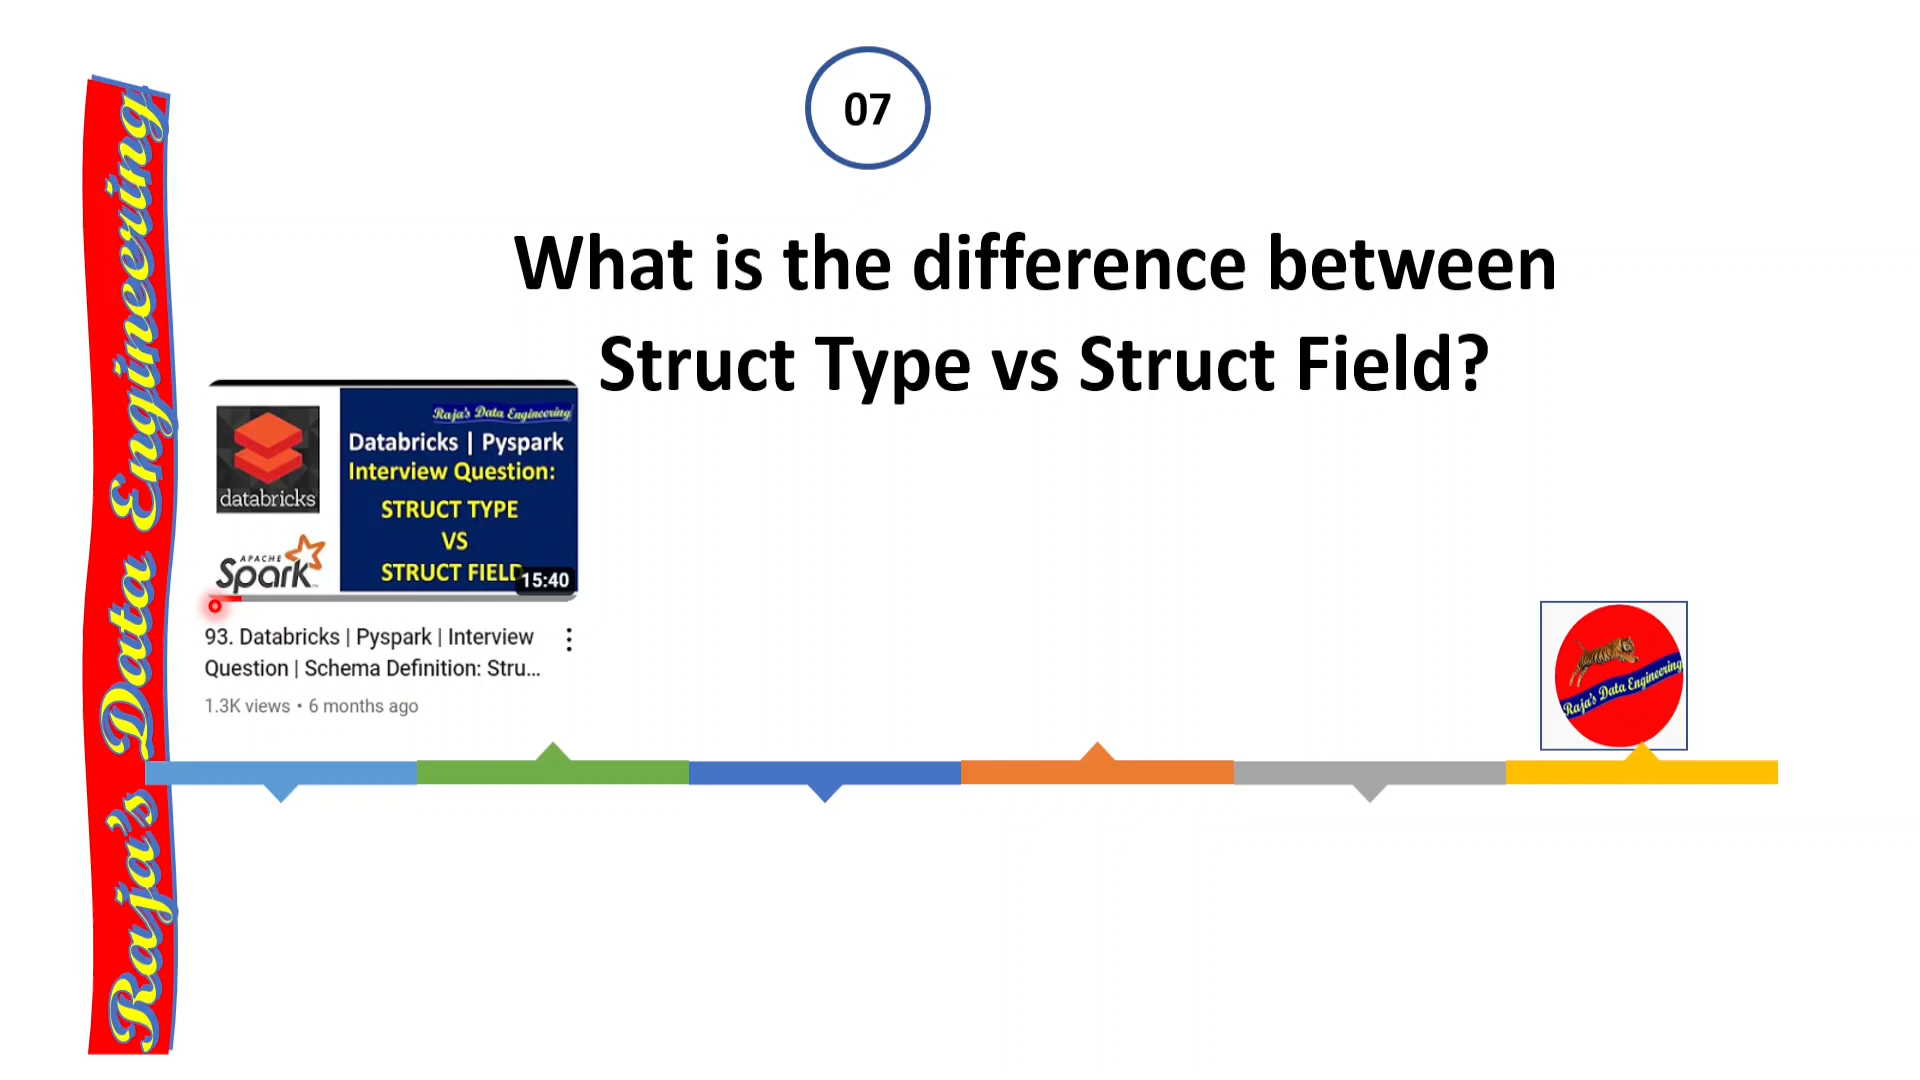 07
What is the difference between
Struct Type vs Struct Field?
Raja's Data Engineering
Raja's Data Engineering
Databricks | Pyspark
Interview Question:
STRUCT TYPE
VS
STRUCT FIELD
databricks
APACHE
Spark
15:40
93. Databricks | Pyspark | Interview
Question | Schema Definition: Stru...
1.3K views • 6 months ago
Raja's Data Engineering